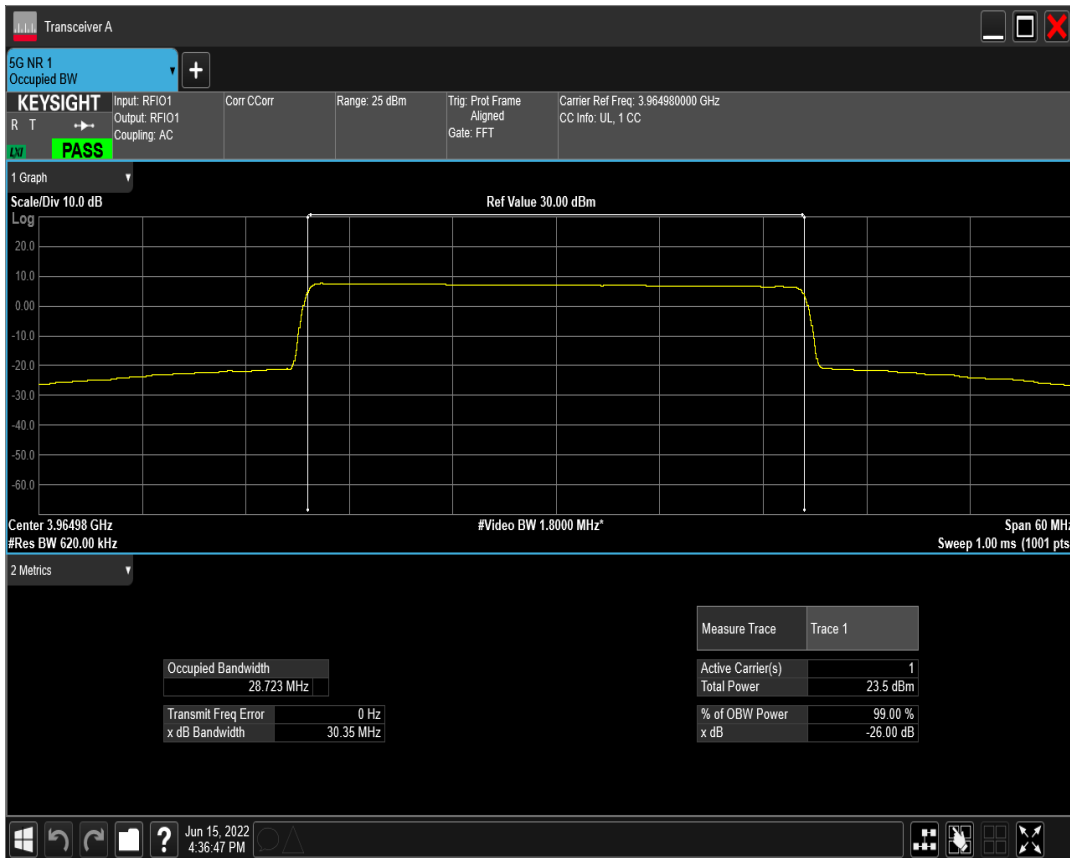 Transceiver A
5G NR 1
Occupied BW
KEYSIGHT
R T
LXI
PASS
Input: RFIO1
Output: RFIO1
Coupling: AC
Corr CCorr
Range: 25 dBm
Trig: Prot Frame
Aligned
Gate: FFT
Carrier Ref Freq: 3.964980000 GHz
CC Info: UL, 1 CC
1 Graph
Scale/Div 10.0 dB
Ref Value 30.00 dBm
Log
20.0
10.0
0.00
-10.0
-20.0
-30.0
-40.0
-50.0
-60.0
Center 3.96498 GHz
#Video BW 1.8000 MHz*
Span 60 MHz
#Res BW 620.00 kHz
Sweep 1.00 ms (1001 pts
2 Metrics
Measure Trace Trace 1
Occupied Bandwidth
28.723 MHz
Transmit Freq Error 0 Hz
x dB Bandwidth 30.35 MHz
Active Carrier(s) 1
Total Power 23.5 dBm
% of OBW Power 99.00 %
x dB -26.00 dB
?
Jun 15, 2022
4:36:47 PM